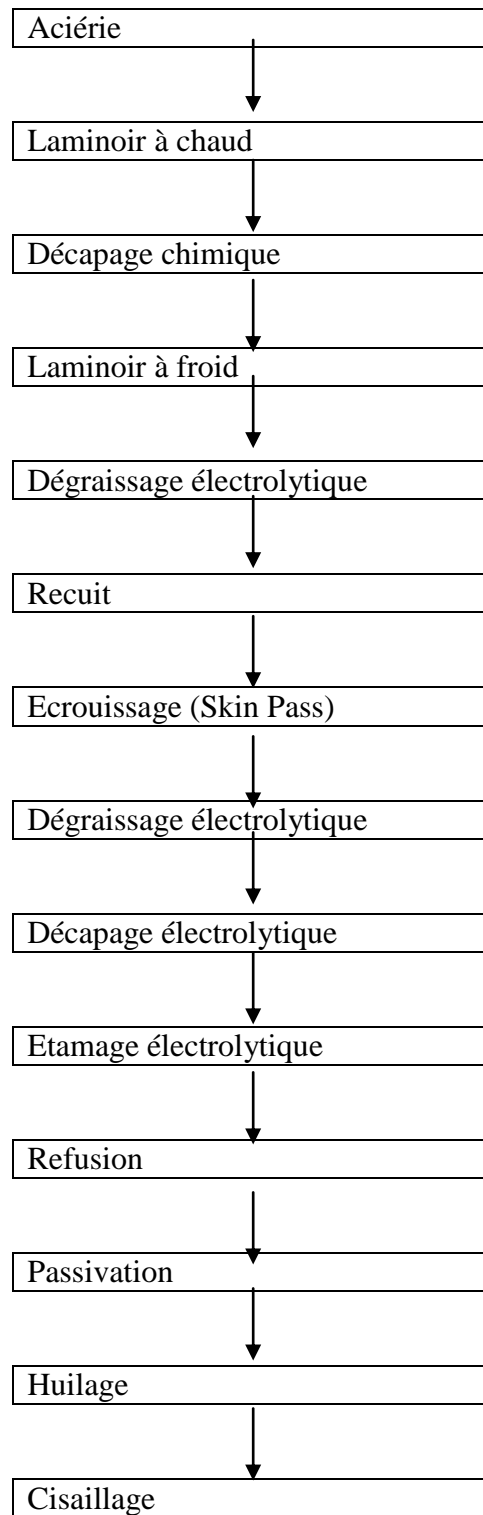 Aciérie
Laminoir à chaud
Décapage chimique
Laminoir à froid
Dégraissage électrolytique
Recuit
Ecrouissage (Skin Pass)
Dégraissage électrolytique
Décapage électrolytique
Etamage électrolytique
Refusion
Passivation
Huilage
Cisaillage